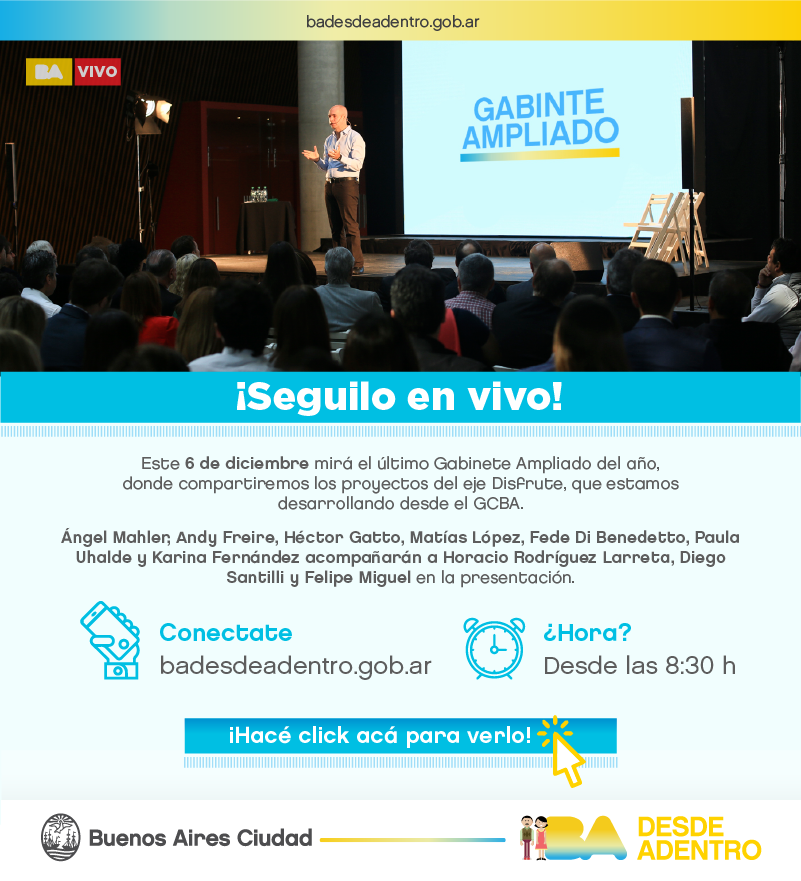 badesdeadentro.gob.ar
BA VIVO
GABINTE
AMPLIADO
¡Seguilo en vivo!
Este 6 de diciembre mirá el último Gabinete Ampliado del año,
donde compartiremos los proyectos del eje Disfrute, que estamos
desarrollando desde el GCBA.
Ángel Mahler, Andy Freire, Héctor Gatto, Matías López, Fede Di Benedetto, Paula
Uhalde y Karina Fernández acompañarán a Horacio Rodríguez Larreta, Diego
Santilli y Felipe Miguel en la presentación.
Conectate
badesdeadentro.gob.ar
¿Hora?
Desde las 8:30 h
¡Hacé click acá para verlo!
Buenos Aires Ciudad
BA DESDE
ADENTRO